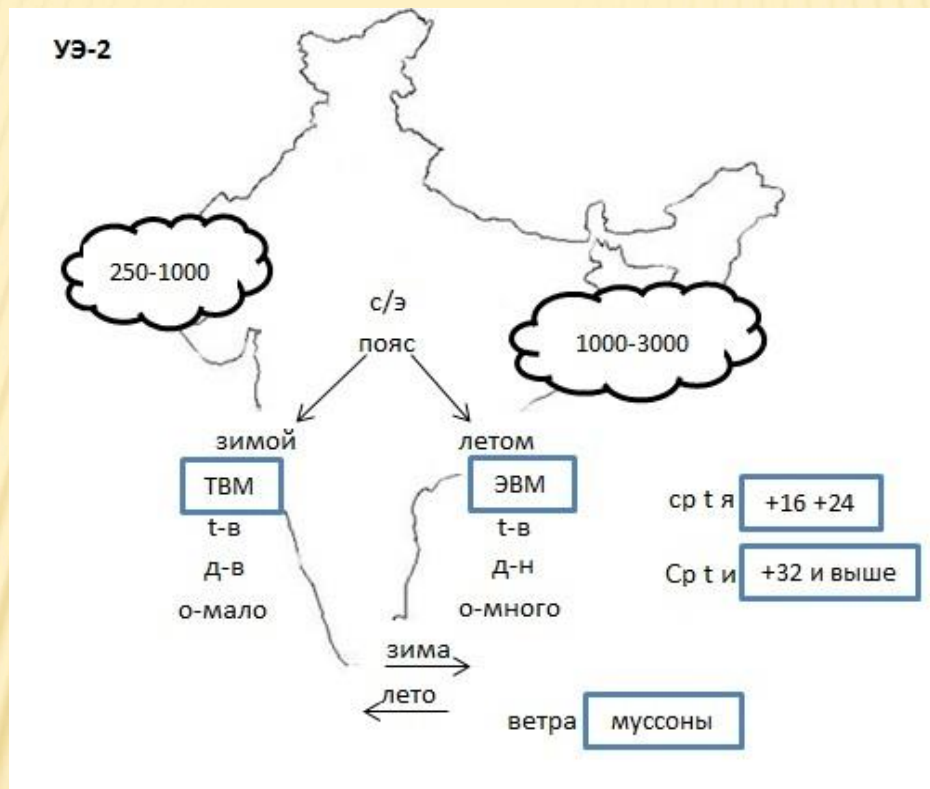 УЭ-2
250-1000
с/э
пояс
1000-3000
зимой
летом
ТВМ
ЭВМ
t-в
t-в
д-в
д-н
о-мало
о-много
ср t я
+16 +24
Ср t и
+32 и выше
зима
лето
ветра
муссоны